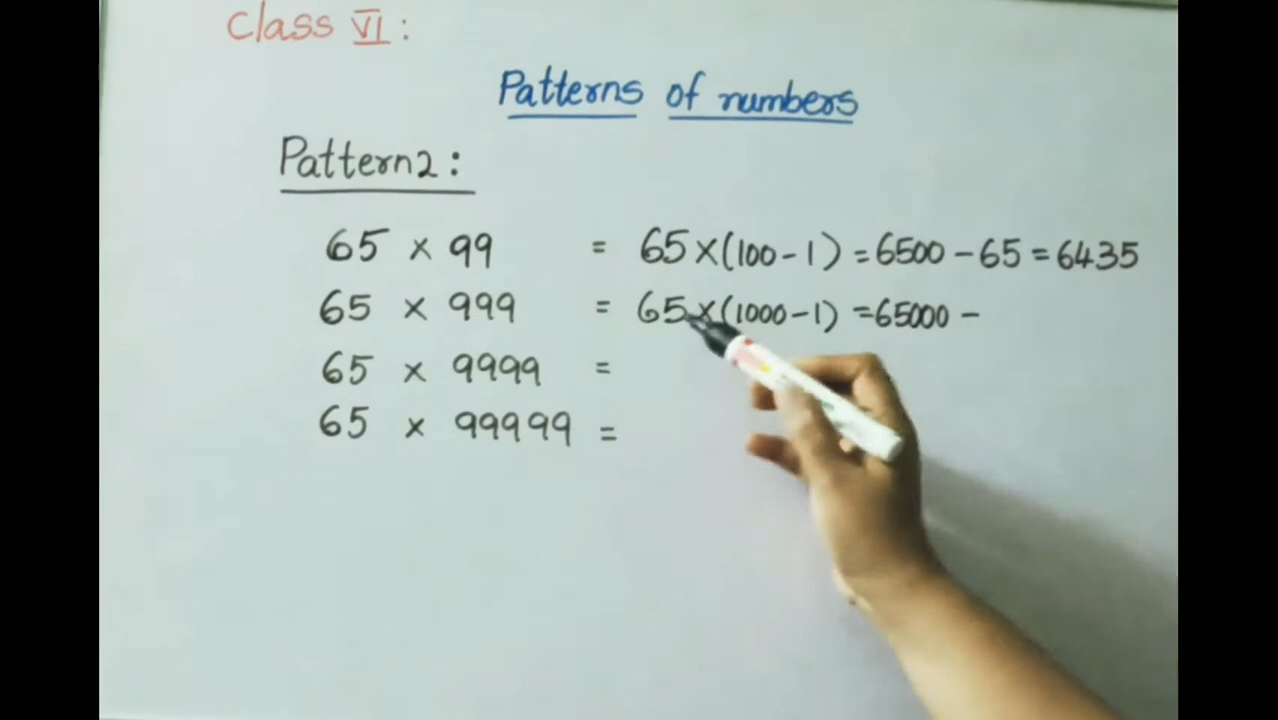 Class VI:
Patterns of numbers
Pattern2:
65 × 99 = 65×(100-1) = 6500 - 65 = 6435
65 × 999 = 65×(1000-1) = 65000 -
65 × 9999 =
65 × 99999 =